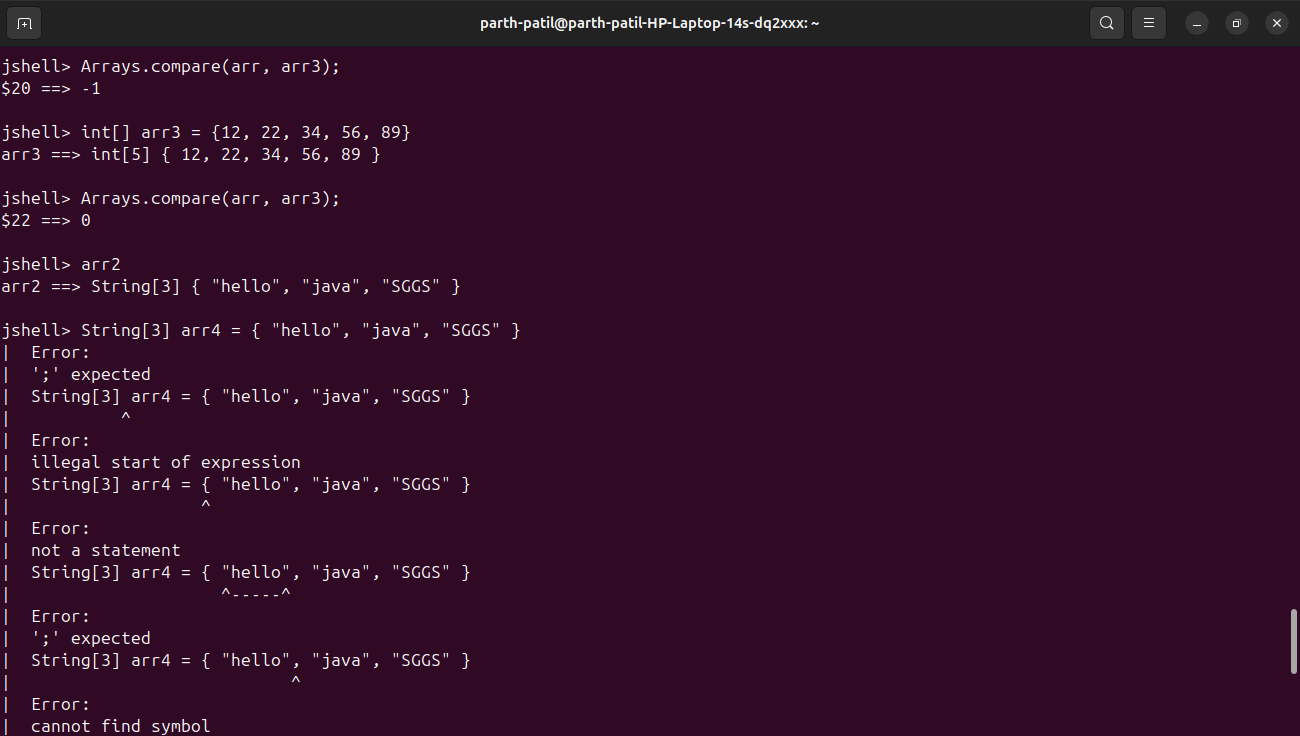 parth-patil@parth-patil-HP-Laptop-14s-dq2xxx: ~
jshell> Arrays.compare(arr, arr3);
$20 ==> -1
jshell> int[] arr3 = {12, 22, 34, 56, 89}
arr3 ==> int[5] { 12, 22, 34, 56, 89 }
jshell> Arrays.compare(arr, arr3);
$22 ==> 0
jshell> arr2
arr2 ==> String[3] { "hello", "java", "SGGS" }
jshell> String[3] arr4 = { "hello", "java", "SGGS" }
|  Error:
|  ';' expected
|  String[3] arr4 = { "hello", "java", "SGGS" }
|           ^
|  Error:
|  illegal start of expression
|  String[3] arr4 = { "hello", "java", "SGGS" }
|                   ^
|  Error:
|  not a statement
|  String[3] arr4 = { "hello", "java", "SGGS" }
|                     ^-----^
|  Error:
|  ';' expected
|  String[3] arr4 = { "hello", "java", "SGGS" }
|                            ^
|  Error:
|  cannot find symbol